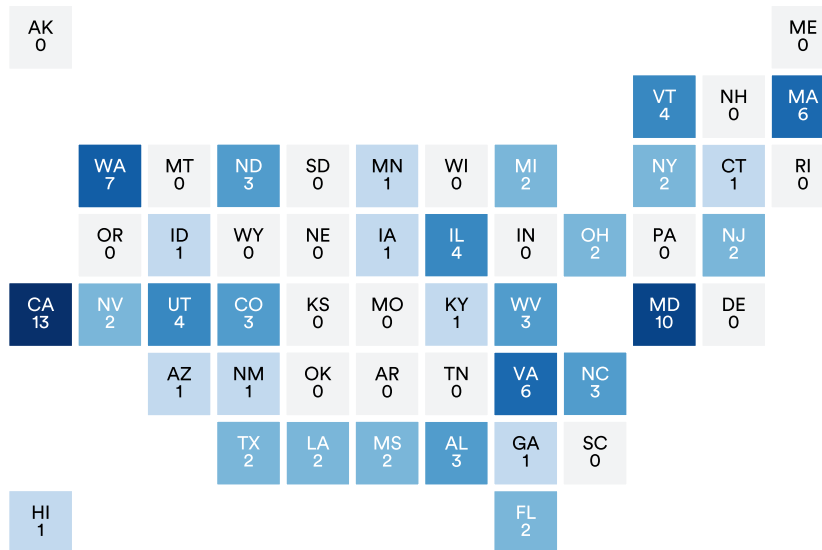 AK
0
ME
0
VT
4
NH
0
MA
6
WA
7
MT
0
ND
3
SD
0
MN
1
WI
0
MI
2
NY
2
CT
1
RI
0
OR
0
ID
1
WY
0
NE
0
IA
1
IL
4
IN
0
OH
2
PA
0
NJ
2
CA
13
NV
2
UT
4
CO
3
KS
0
MO
0
KY
1
WV
3
MD
10
DE
0
AZ
1
NM
1
OK
0
AR
0
TN
0
VA
6
NC
3
TX
2
LA
2
MS
2
AL
3
GA
1
SC
0
HI
1
FL
2